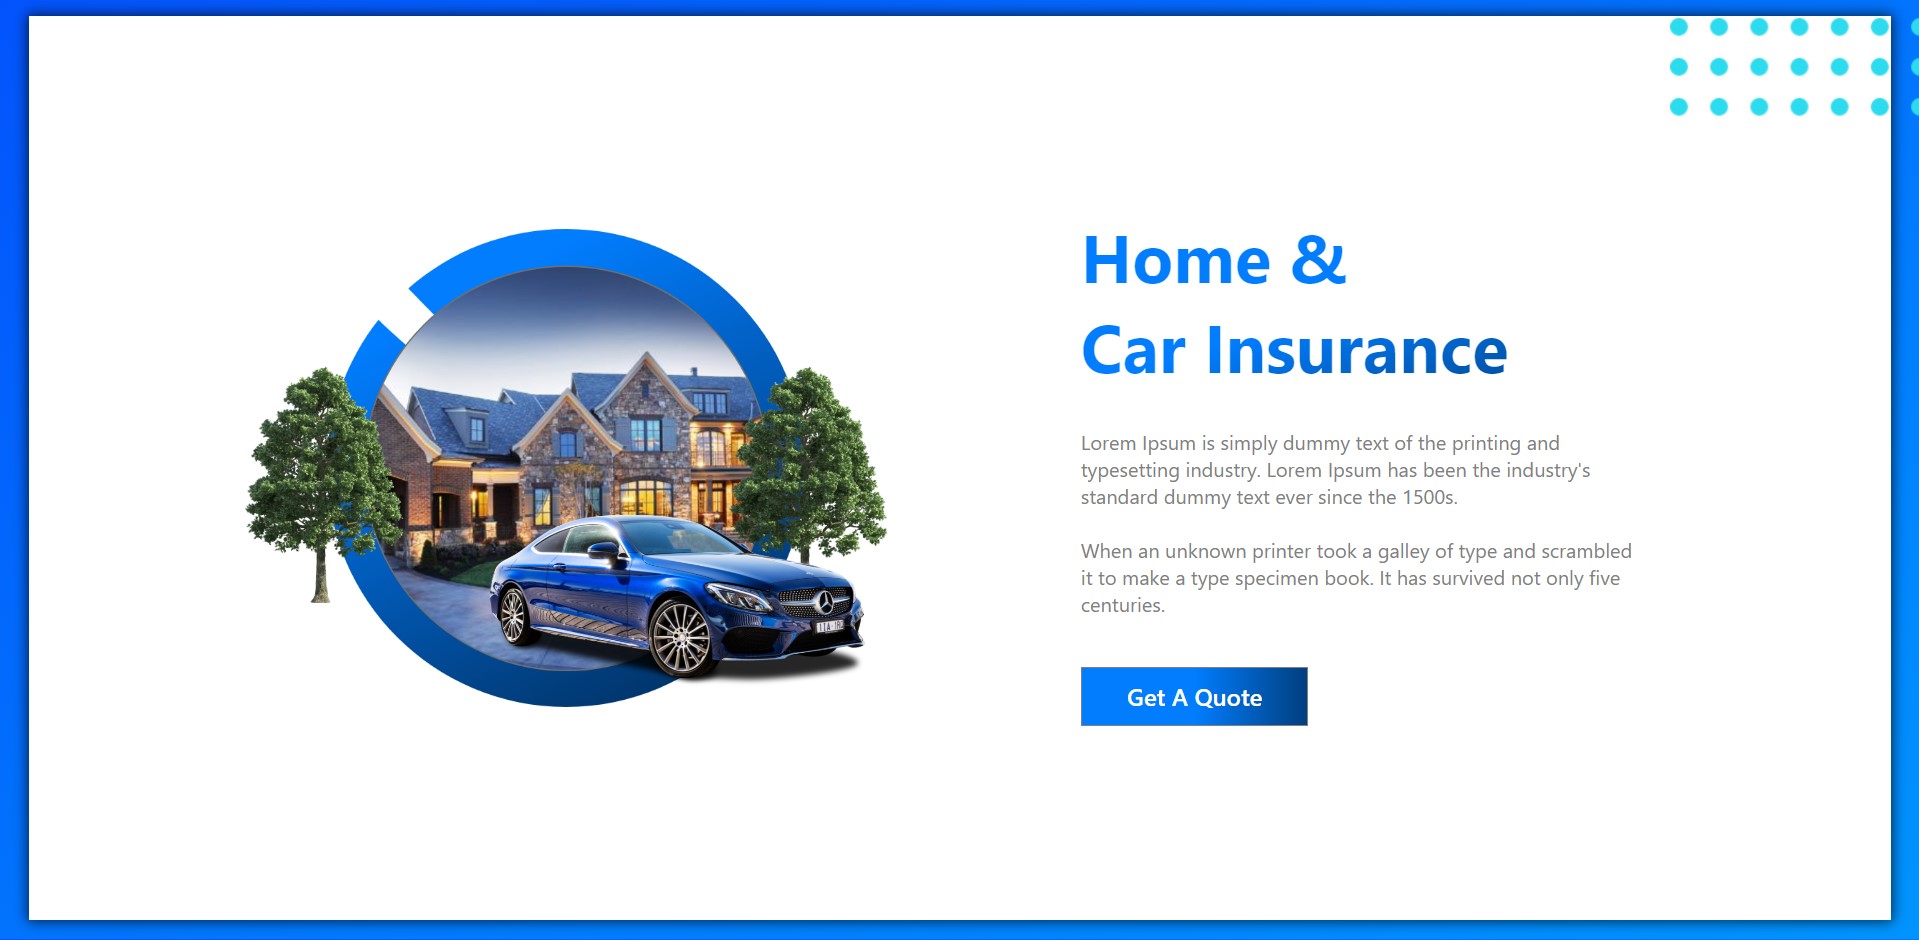 Home &
Car Insurance
Lorem Ipsum is simply dummy text of the printing and
typesetting industry. Lorem Ipsum has been the industry's
standard dummy text ever since the 1500s.
When an unknown printer took a galley of type and scrambled
it to make a type specimen book. It has survived not only five
centuries.
Get A Quote